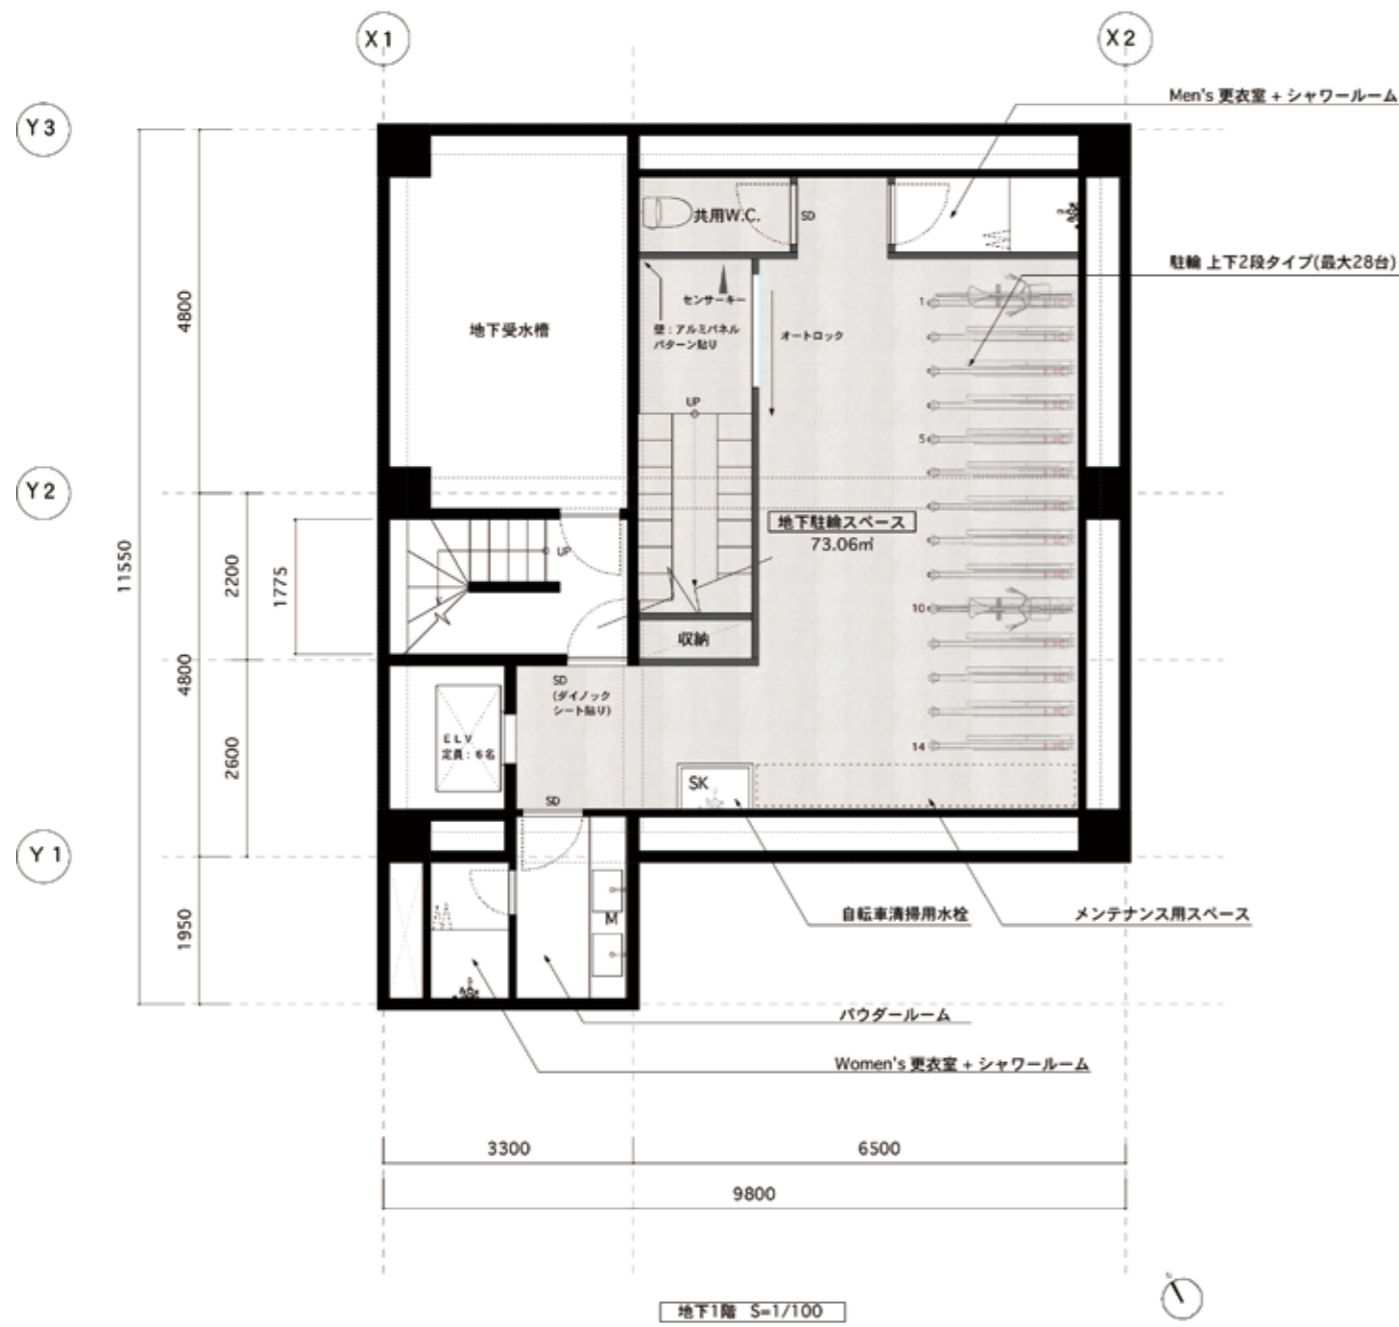 X1
X2
Men's 更衣室 + シャワールーム
Y3
共用W.C.
SD
駐輪 上下2段タイプ(最大28台)
センサーキー
1
4800
地下受水槽
壁：アルミパネル
パターン貼り
オートロック
UP
5
Y2
地下駐輪スペース
73.06㎡
UP
11550
2200
1775
10
収納
4800
SD
(ダイノック
シート貼り)
ELV
定員：6名
14
2600
SK
SD
Y1
自転車清掃用水栓
メンテナンス用スペース
M
1950
パウダールーム
Women's 更衣室 + シャワールーム
3300
6500
9800
N
地下1階 S=1/100